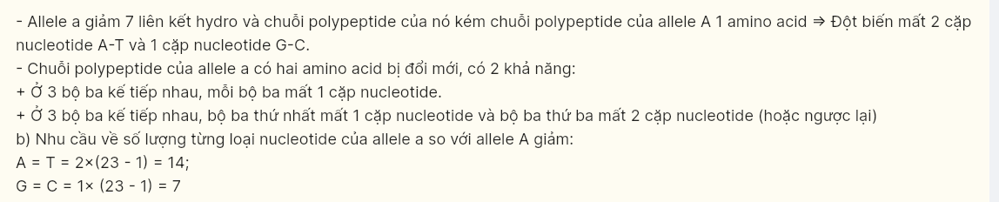 - Allele a giảm 7 liên kết hydro và chuỗi polypeptide của nó kém chuỗi polypeptide của allele A 1 amino acid ⇒ Đột biến mất 2 cặp
nucleotide A-T và 1 cặp nucleotide G-C.
- Chuỗi polypeptide của allele a có hai amino acid bị đổi mới, có 2 khả năng:
+ Ở 3 bộ ba kế tiếp nhau, mỗi bộ ba mất 1 cặp nucleotide.
+ Ở 3 bộ ba kế tiếp nhau, bộ ba thứ nhất mất 1 cặp nucleotide và bộ ba thứ ba mất 2 cặp nucleotide (hoặc ngược lại)
b) Nhu cầu về số lượng từng loại nucleotide của allele a so với allele A giảm:
A = T = 2×(23 - 1) = 14;
G = C = 1× (23 - 1) = 7